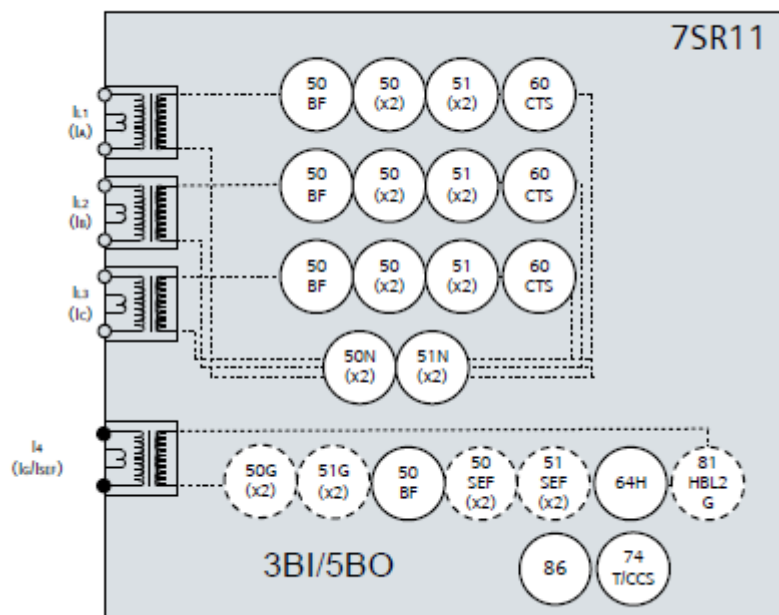 7SR11
IL1
(IA)
50
BF
50
(x2)
51
(x2)
60
CTS
IL2
(IB)
50
BF
50
(x2)
51
(x2)
60
CTS
IL3
(IC)
50
BF
50
(x2)
51
(x2)
60
CTS
50N
(x2)
51N
(x2)
I4
(IG/ISEF)
50G
(x2)
51G
(x2)
50
BF
50
SEF
(x2)
51
SEF
(x2)
64H
81
HBL2
G
3BI/5BO
86
74
T/CCS